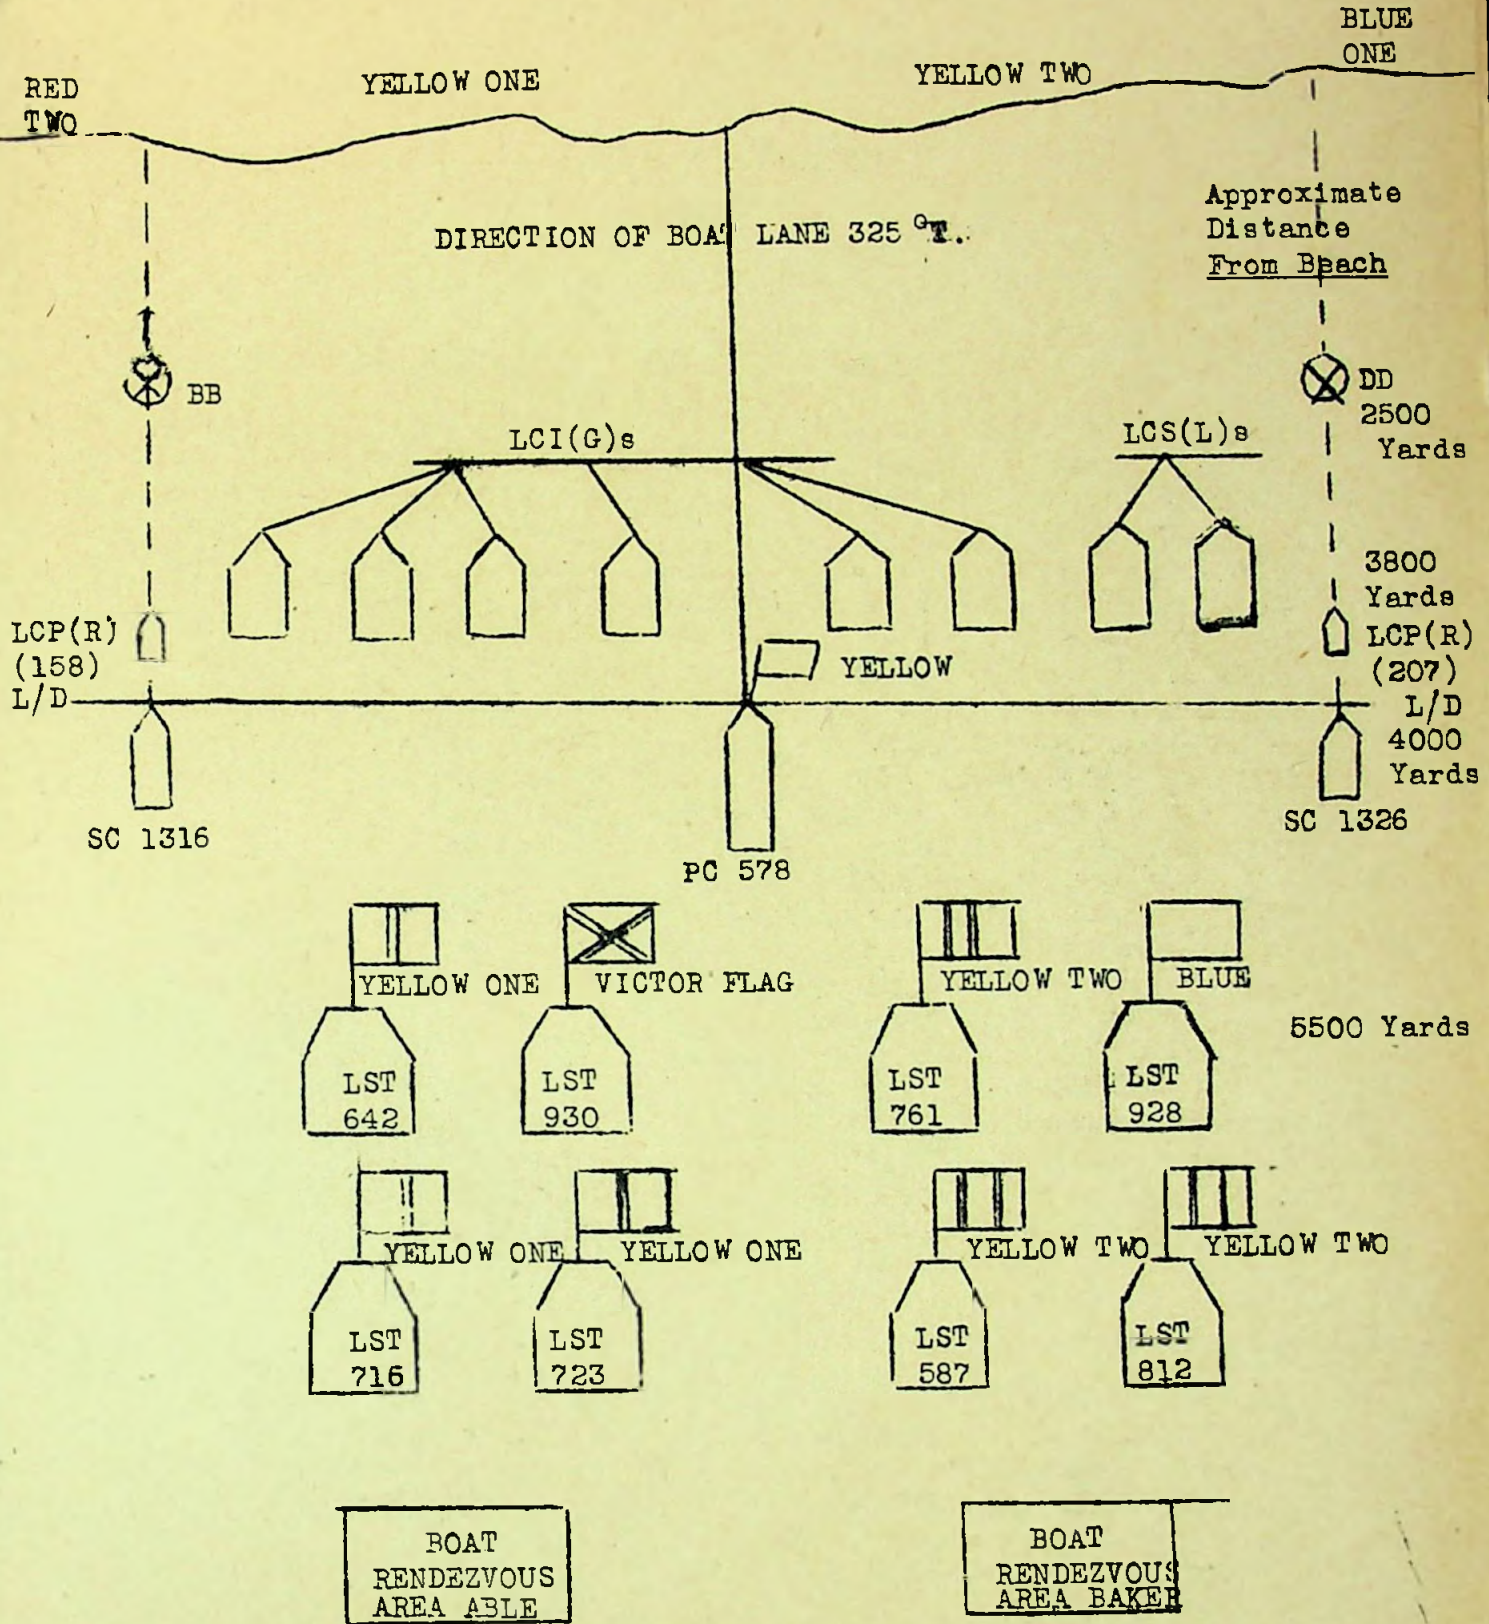 BLUE
ONE
RED
TWO
YELLOW ONE
YELLOW TWO
DIRECTION OF BOAT LANE 325 °T.
Approximate
Distance
From Beach
BB
DD
2500
Yards
LCI(G)s
LCS(L)s
3800
Yards
LCP(R)
(158)
L/D
LCP(R)
(207)
L/D
4000
Yards
YELLOW
SC 1316
PC 578
SC 1326
YELLOW ONE
VICTOR FLAG
YELLOW TWO
BLUE
5500 Yards
LST
642
LST
930
LST
761
LST
928
YELLOW ONE
YELLOW ONE
YELLOW TWO
YELLOW TWO
LST
716
LST
723
LST
587
LST
812
BOAT
RENDEZVOUS
AREA ABLE
BOAT
RENDEZVOUS
AREA BAKER